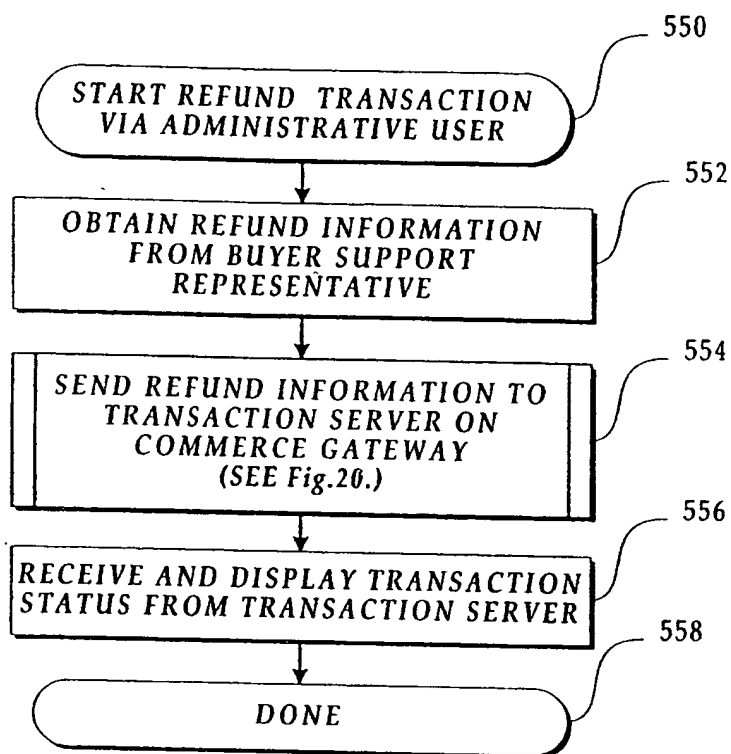 550
START REFUND TRANSACTION
VIA ADMINISTRATIVE USER
552
OBTAIN REFUND INFORMATION
FROM BUYER SUPPORT
REPRESENTATIVE
554
SEND REFUND INFORMATION TO
TRANSACTION SERVER ON
COMMERCE GATEWAY
(SEE Fig.20.)
556
RECEIVE AND DISPLAY TRANSACTION
STATUS FROM TRANSACTION SERVER
558
DONE